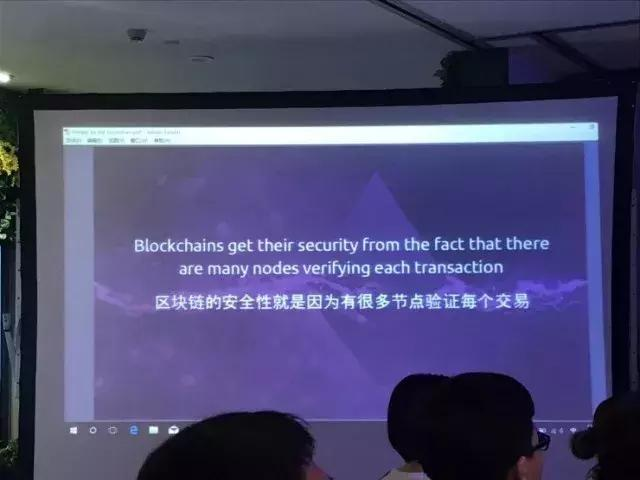 Blockchains get their security from the fact that there
are many nodes verifying each transaction
区块链的安全性就是因为有很多节点验证每个交易